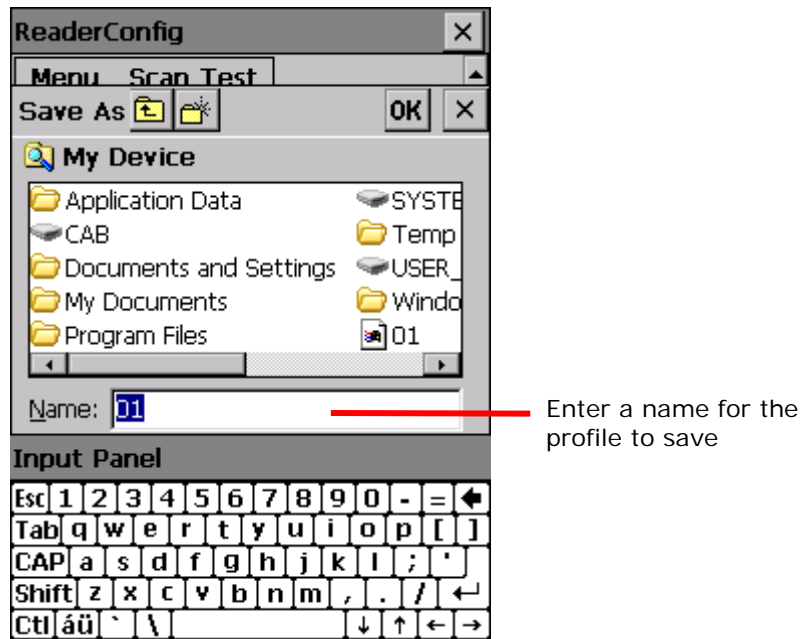 ReaderConfig
Menu Scan Test
Save As OK
My Device
Application Data SYSTE
CAB Temp
Documents and Settings USER_
My Documents Windo
Program Files 01
Name: 01
Enter a name for the
profile to save
Input Panel
Esc 1 2 3 4 5 6 7 8 9 0 - =
Tab q w e r t y u i o p [ ]
CAP a s d f g h j k l ; '
Shift z x c v b n m , . / ↵
Ctl áü ` \ ↓ ↑ ← →